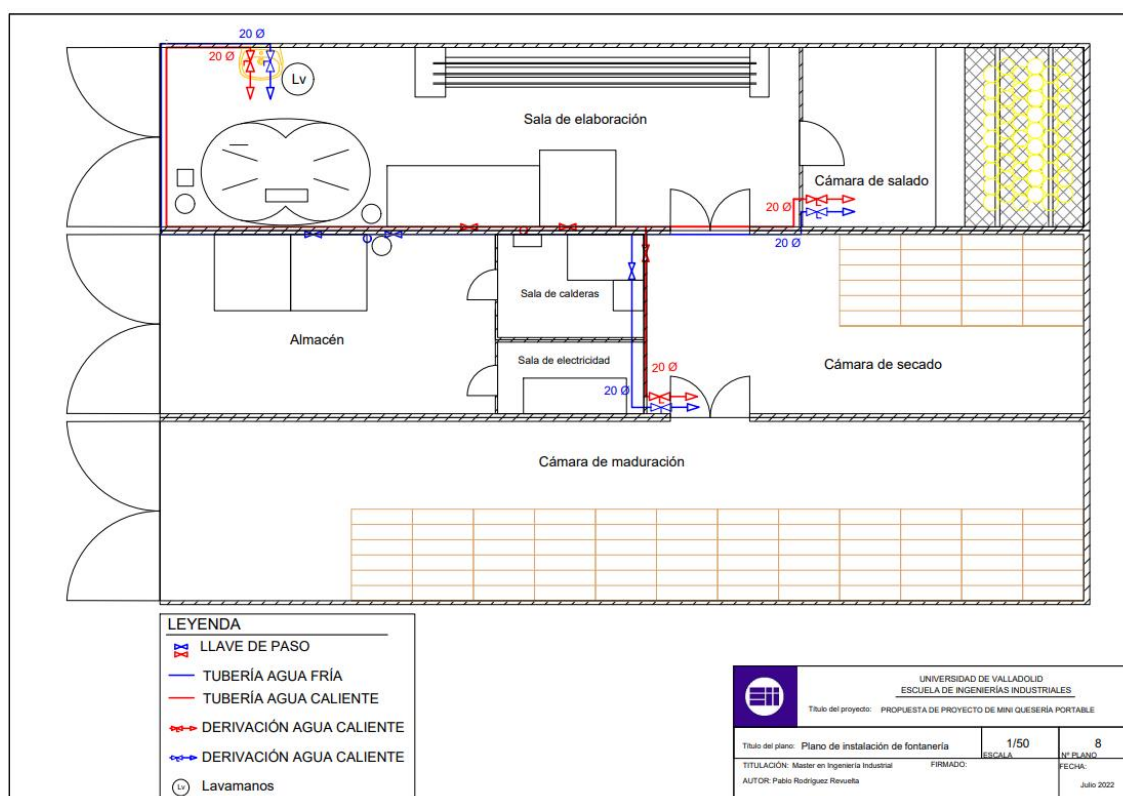 20 Ø
20 Ø
Lv
Sala de elaboración
Cámara de salado
20 Ø
20 Ø
Sala de calderas
Almacén
Sala de electricidad
20 Ø
20 Ø
Cámara de secado
Cámara de maduración
LEYENDA
LLAVE DE PASO
TUBERÍA AGUA FRÍA
TUBERÍA AGUA CALIENTE
DERIVACIÓN AGUA CALIENTE
DERIVACIÓN AGUA CALIENTE
Lv Lavamanos
UNIVERSIDAD DE VALLADOLID
ESCUELA DE INGENIERÍAS INDUSTRIALES
Título del proyecto: PROPUESTA DE PROYECTO DE MINI QUESERÍA PORTABLE
Título del plano: Plano de instalación de fontanería
1/50
ESCALA
8
Nº PLANO
TITULACIÓN: Master en Ingeniería Industrial
FIRMADO:
FECHA:
AUTOR: Pablo Rodríguez Revuelta
Julio 2022